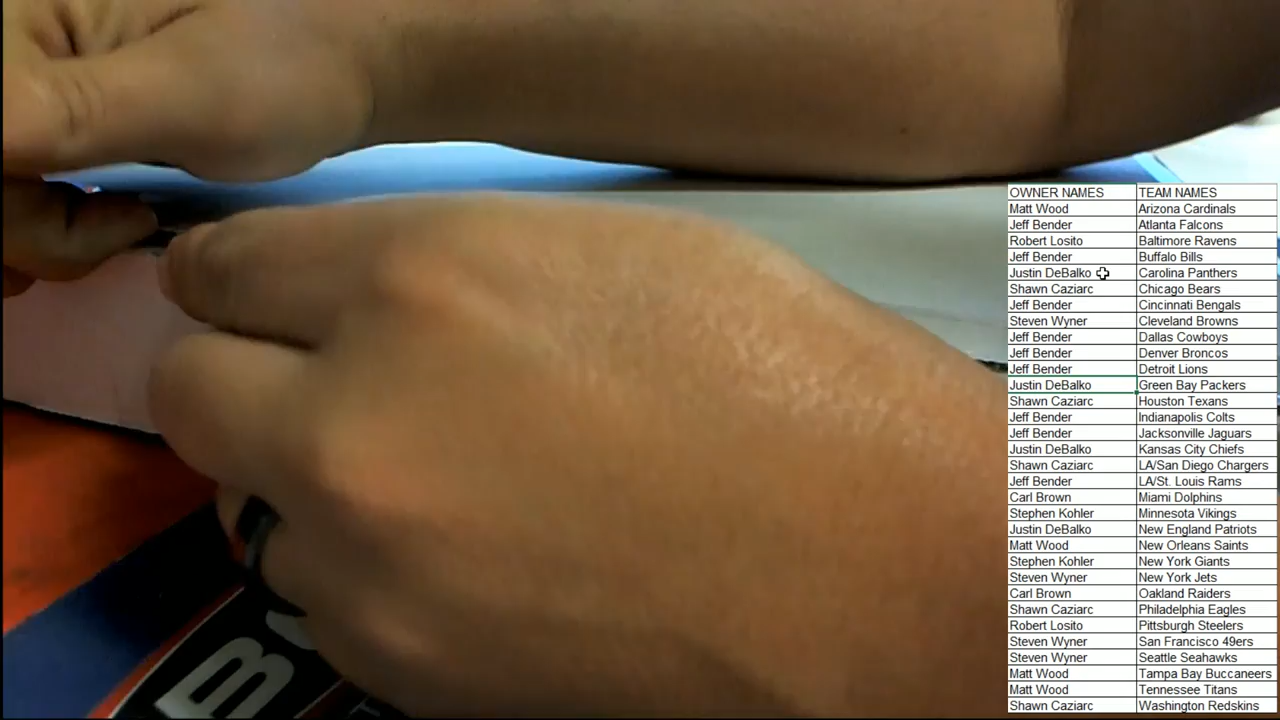 OWNER NAMES TEAM NAMES
Matt Wood Arizona Cardinals
Jeff Bender Atlanta Falcons
Robert Losito Baltimore Ravens
Jeff Bender Buffalo Bills
Justin DeBalko Carolina Panthers
Shawn Caziarc Chicago Bears
Jeff Bender Cincinnati Bengals
Steven Wyner Cleveland Browns
Jeff Bender Dallas Cowboys
Jeff Bender Denver Broncos
Jeff Bender Detroit Lions
Justin DeBalko Green Bay Packers
Shawn Caziarc Houston Texans
Jeff Bender Indianapolis Colts
Jeff Bender Jacksonville Jaguars
Justin DeBalko Kansas City Chiefs
Shawn Caziarc LA/San Diego Chargers
Jeff Bender LA/St. Louis Rams
Carl Brown Miami Dolphins
Stephen Kohler Minnesota Vikings
Justin DeBalko New England Patriots
Matt Wood New Orleans Saints
Stephen Kohler New York Giants
Steven Wyner New York Jets
Carl Brown Oakland Raiders
Shawn Caziarc Philadelphia Eagles
Robert Losito Pittsburgh Steelers
Steven Wyner San Francisco 49ers
Steven Wyner Seattle Seahawks
Matt Wood Tampa Bay Buccaneers
Matt Wood Tennessee Titans
Shawn Caziarc Washington Redskins